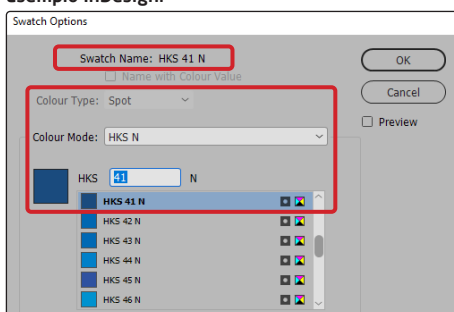 esempio InDesign:
Swatch Options
Swatch Name: HKS 41 N
Name with Colour Value
Colour Type: Spot
Colour Mode: HKS N
HKS 41 N
HKS 41 N
HKS 42 N
HKS 43 N
HKS 44 N
HKS 45 N
HKS 46 N
OK
Cancel
Preview